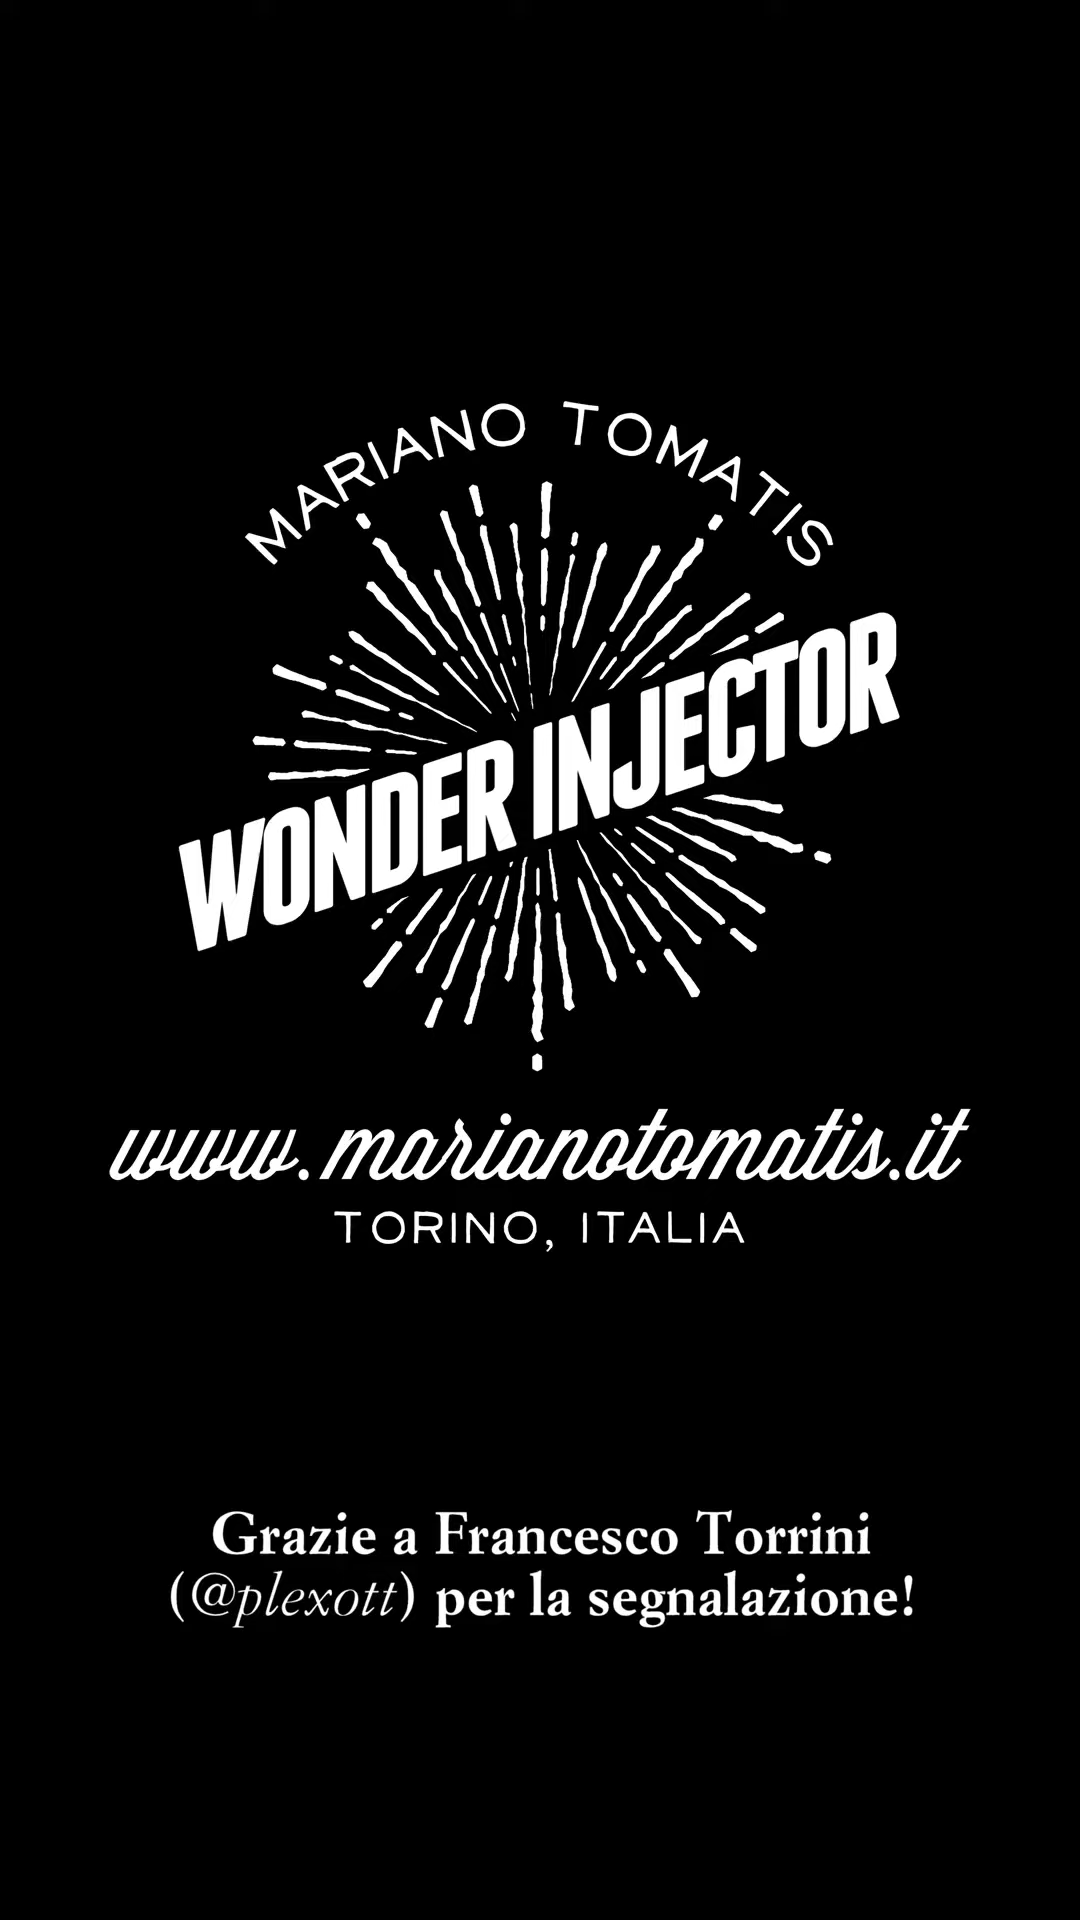 MARIANO TOMATIS
WONDER INJECTOR
www.marianotomatis.it
TORINO, ITALIA
Grazie a Francesco Torrini
(@plexott) per la segnalazione!